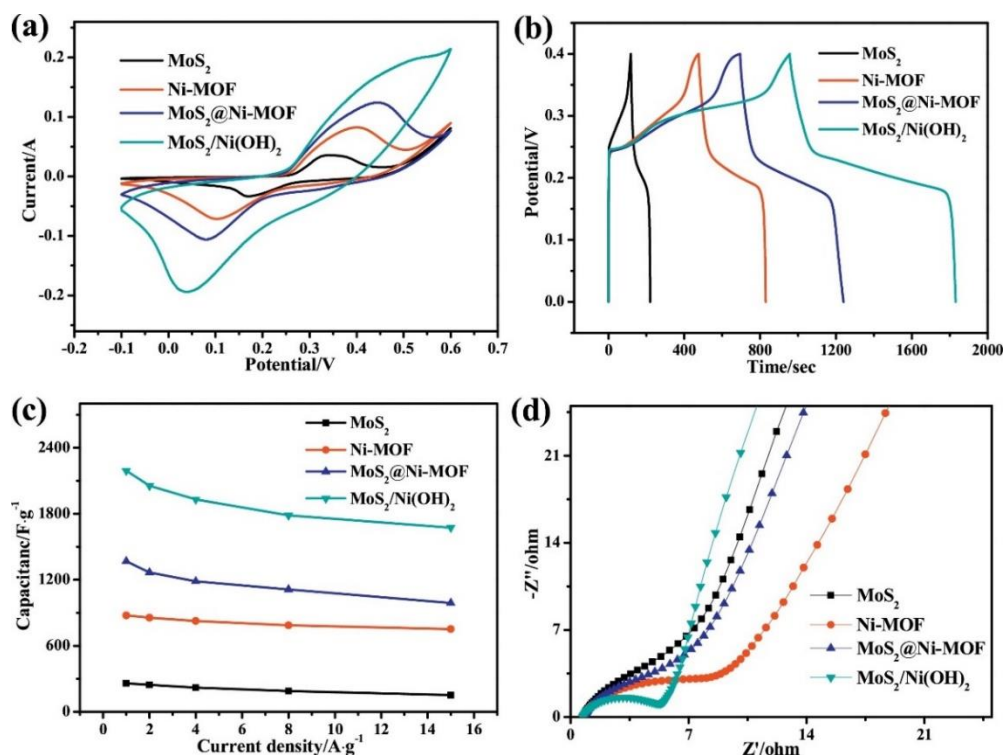 (a)
MoS₂
Ni-MOF
MoS₂@Ni-MOF
MoS₂/Ni(OH)₂
Current/A
0.2
0.1
0.0
-0.1
-0.2
-0.2 -0.1 0.0 0.1 0.2 0.3 0.4 0.5 0.6 0.7
Potential/V
(b)
MoS₂
Ni-MOF
MoS₂@Ni-MOF
MoS₂/Ni(OH)₂
Potential/V
0.4
0.3
0.2
0.1
0.0
0 400 800 1200 1600 2000
Time/sec
(c)
MoS₂
Ni-MOF
MoS₂@Ni-MOF
MoS₂/Ni(OH)₂
Capacitanc/F·g⁻¹
2400
1800
1200
600
0
0 2 4 6 8 10 12 14 16
Current density/A·g⁻¹
(d)
-Z''/ohm
21
14
7
0
MoS₂
Ni-MOF
MoS₂@Ni-MOF
MoS₂/Ni(OH)₂
0 7 14 21
Z'/ohm